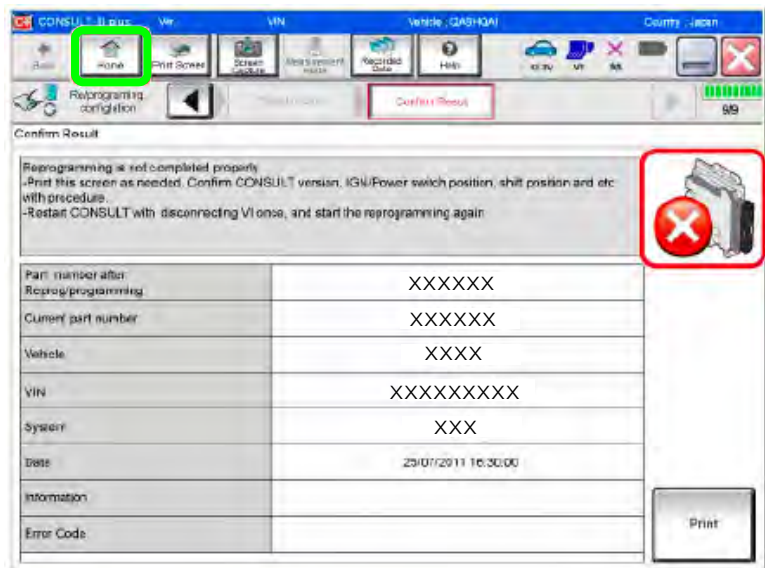 CONSULT-III plus Ver. VIN Vehicle : QASHQAI Country : Japan
Back Home Print Screen Screen Capture Measurement Mode Recorded Data Help VI
Re/programming, configuration Confirm Result 9/9
Confirm Result
Reprogramming is not completed properly
-Print this screen as needed. Confirm CONSULT version, IGN/Power switch position, shift position and etc
with procedure.
-Restart CONSULT with disconnecting VI once, and start the reprogramming again
Part number after
Reprog/programming XXXXXX
Current part number XXXXXX
Vehicle XXXX
VIN XXXXXXXXX
System XXX
Date 25/07/2011 16:30:00
Information
Error Code
Print